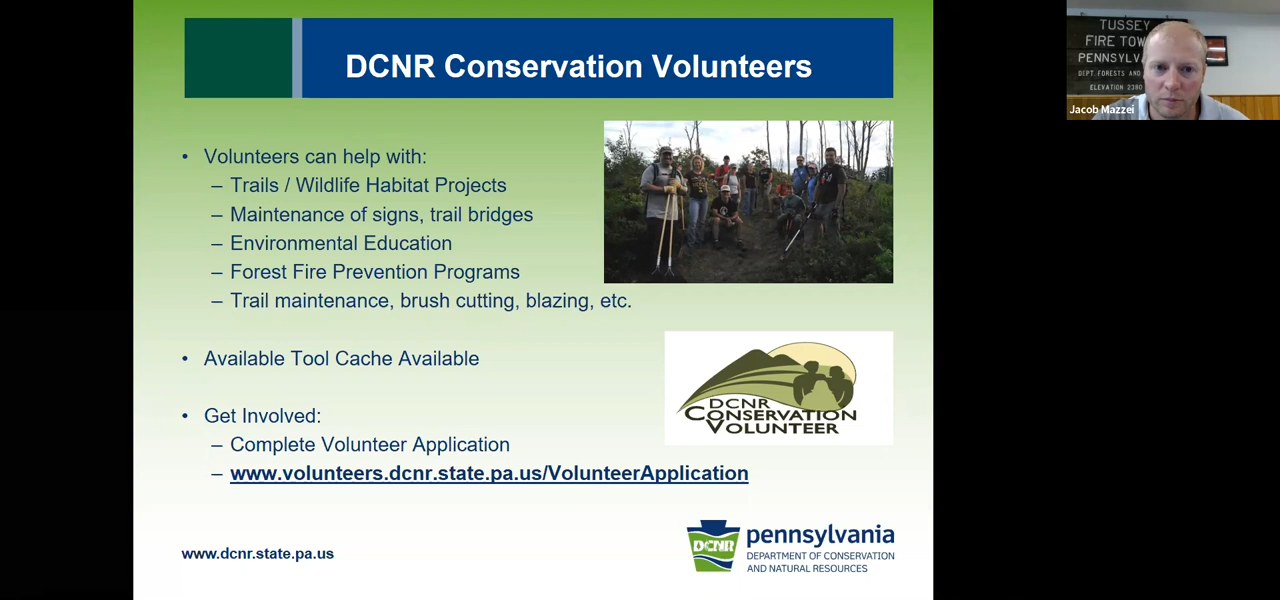 DCNR Conservation Volunteers
• Volunteers can help with:
– Trails / Wildlife Habitat Projects
– Maintenance of signs, trail bridges
– Environmental Education
– Forest Fire Prevention Programs
– Trail maintenance, brush cutting, blazing, etc.
• Available Tool Cache Available
• Get Involved:
– Complete Volunteer Application
– www.volunteers.dcnr.state.pa.us/VolunteerApplication
DCNR
CONSERVATION
VOLUNTEER
www.dcnr.state.pa.us
DCNR
pennsylvania
DEPARTMENT OF CONSERVATION
AND NATURAL RESOURCES
TUSSEY
FIRE TOW
PENNSYLVA
DEPT FORESTS AND
ELEVATION 2380
Jacob Mazzei